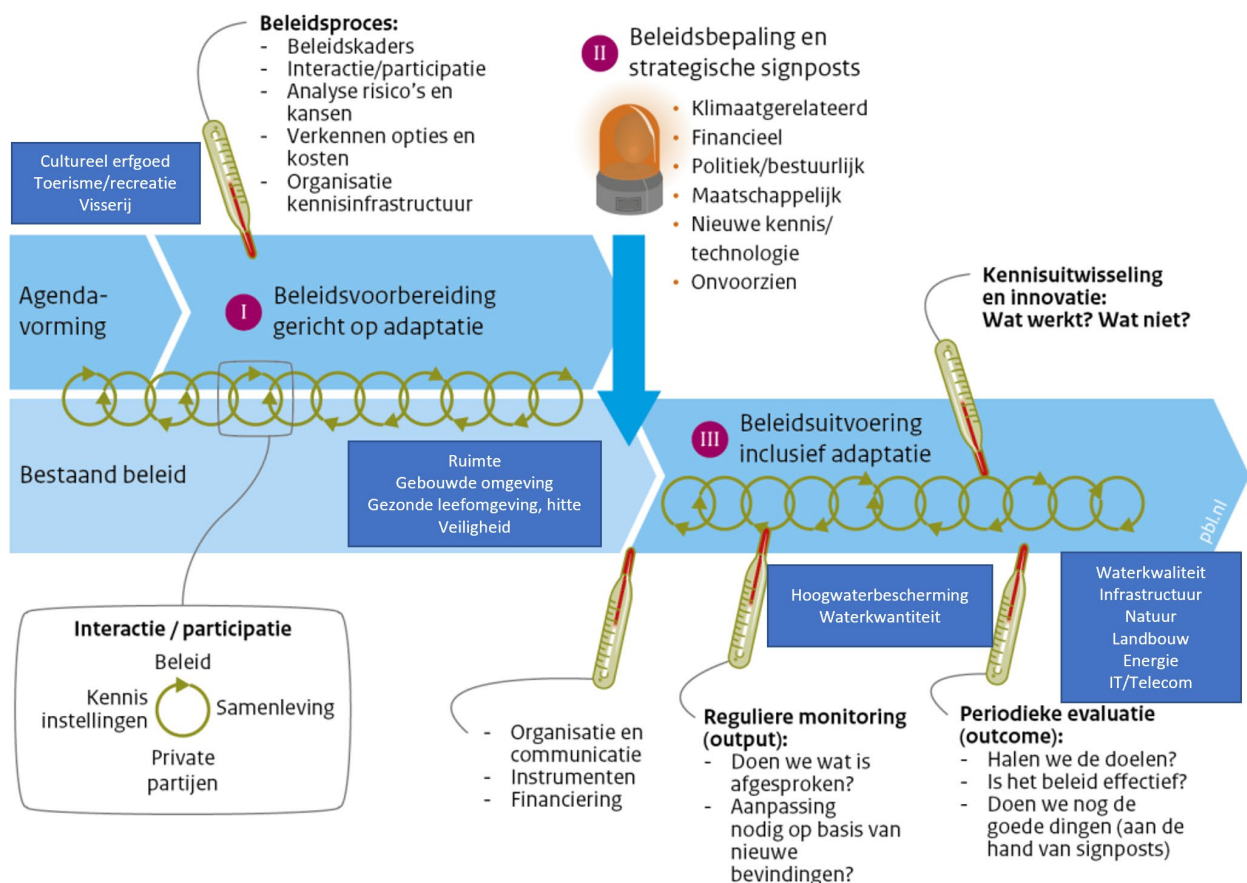 Beleidsproces:
- Beleidskaders
- Interactie/participatie
- Analyse risico's en
kansen
- Verkennen opties en
kosten
- Organisatie
kennisinfrastructuur
II
Beleidsbepaling en
strategische signposts
• Klimaatgerelateerd
• Financieel
• Politiek/bestuurlijk
• Maatschappelijk
• Nieuwe kennis/
technologie
• Onvoorzien
Cultureel erfgoed
Toerisme/recreatie
Visserij
Agenda-
vorming
I
Beleidsvoorbereiding
gericht op adaptatie
Kennisuitwisseling
en innovatie:
Wat werkt? Wat niet?
Bestaand beleid
Ruimte
Gebouwde omgeving
Gezonde leefomgeving, hitte
Veiligheid
III
Beleidsuitvoering
inclusief adaptatie
pbl.nl
Hoogwaterbescherming
Waterkwantiteit
Waterkwaliteit
Infrastructuur
Natuur
Landbouw
Energie
IT/Telecom
Interactie / participatie
Beleid
Kennis
instellingen
Samenleving
Private
partijen
- Organisatie en
communicatie
- Instrumenten
- Financiering
Reguliere monitoring
(output):
- Doen we wat is
afgesproken?
- Aanpassing
nodig op basis van
nieuwe
bevindingen?
Periodieke evaluatie
(outcome):
- Halen we de doelen?
- Is het beleid effectief?
- Doen we nog de
goede dingen (aan de
hand van signposts)